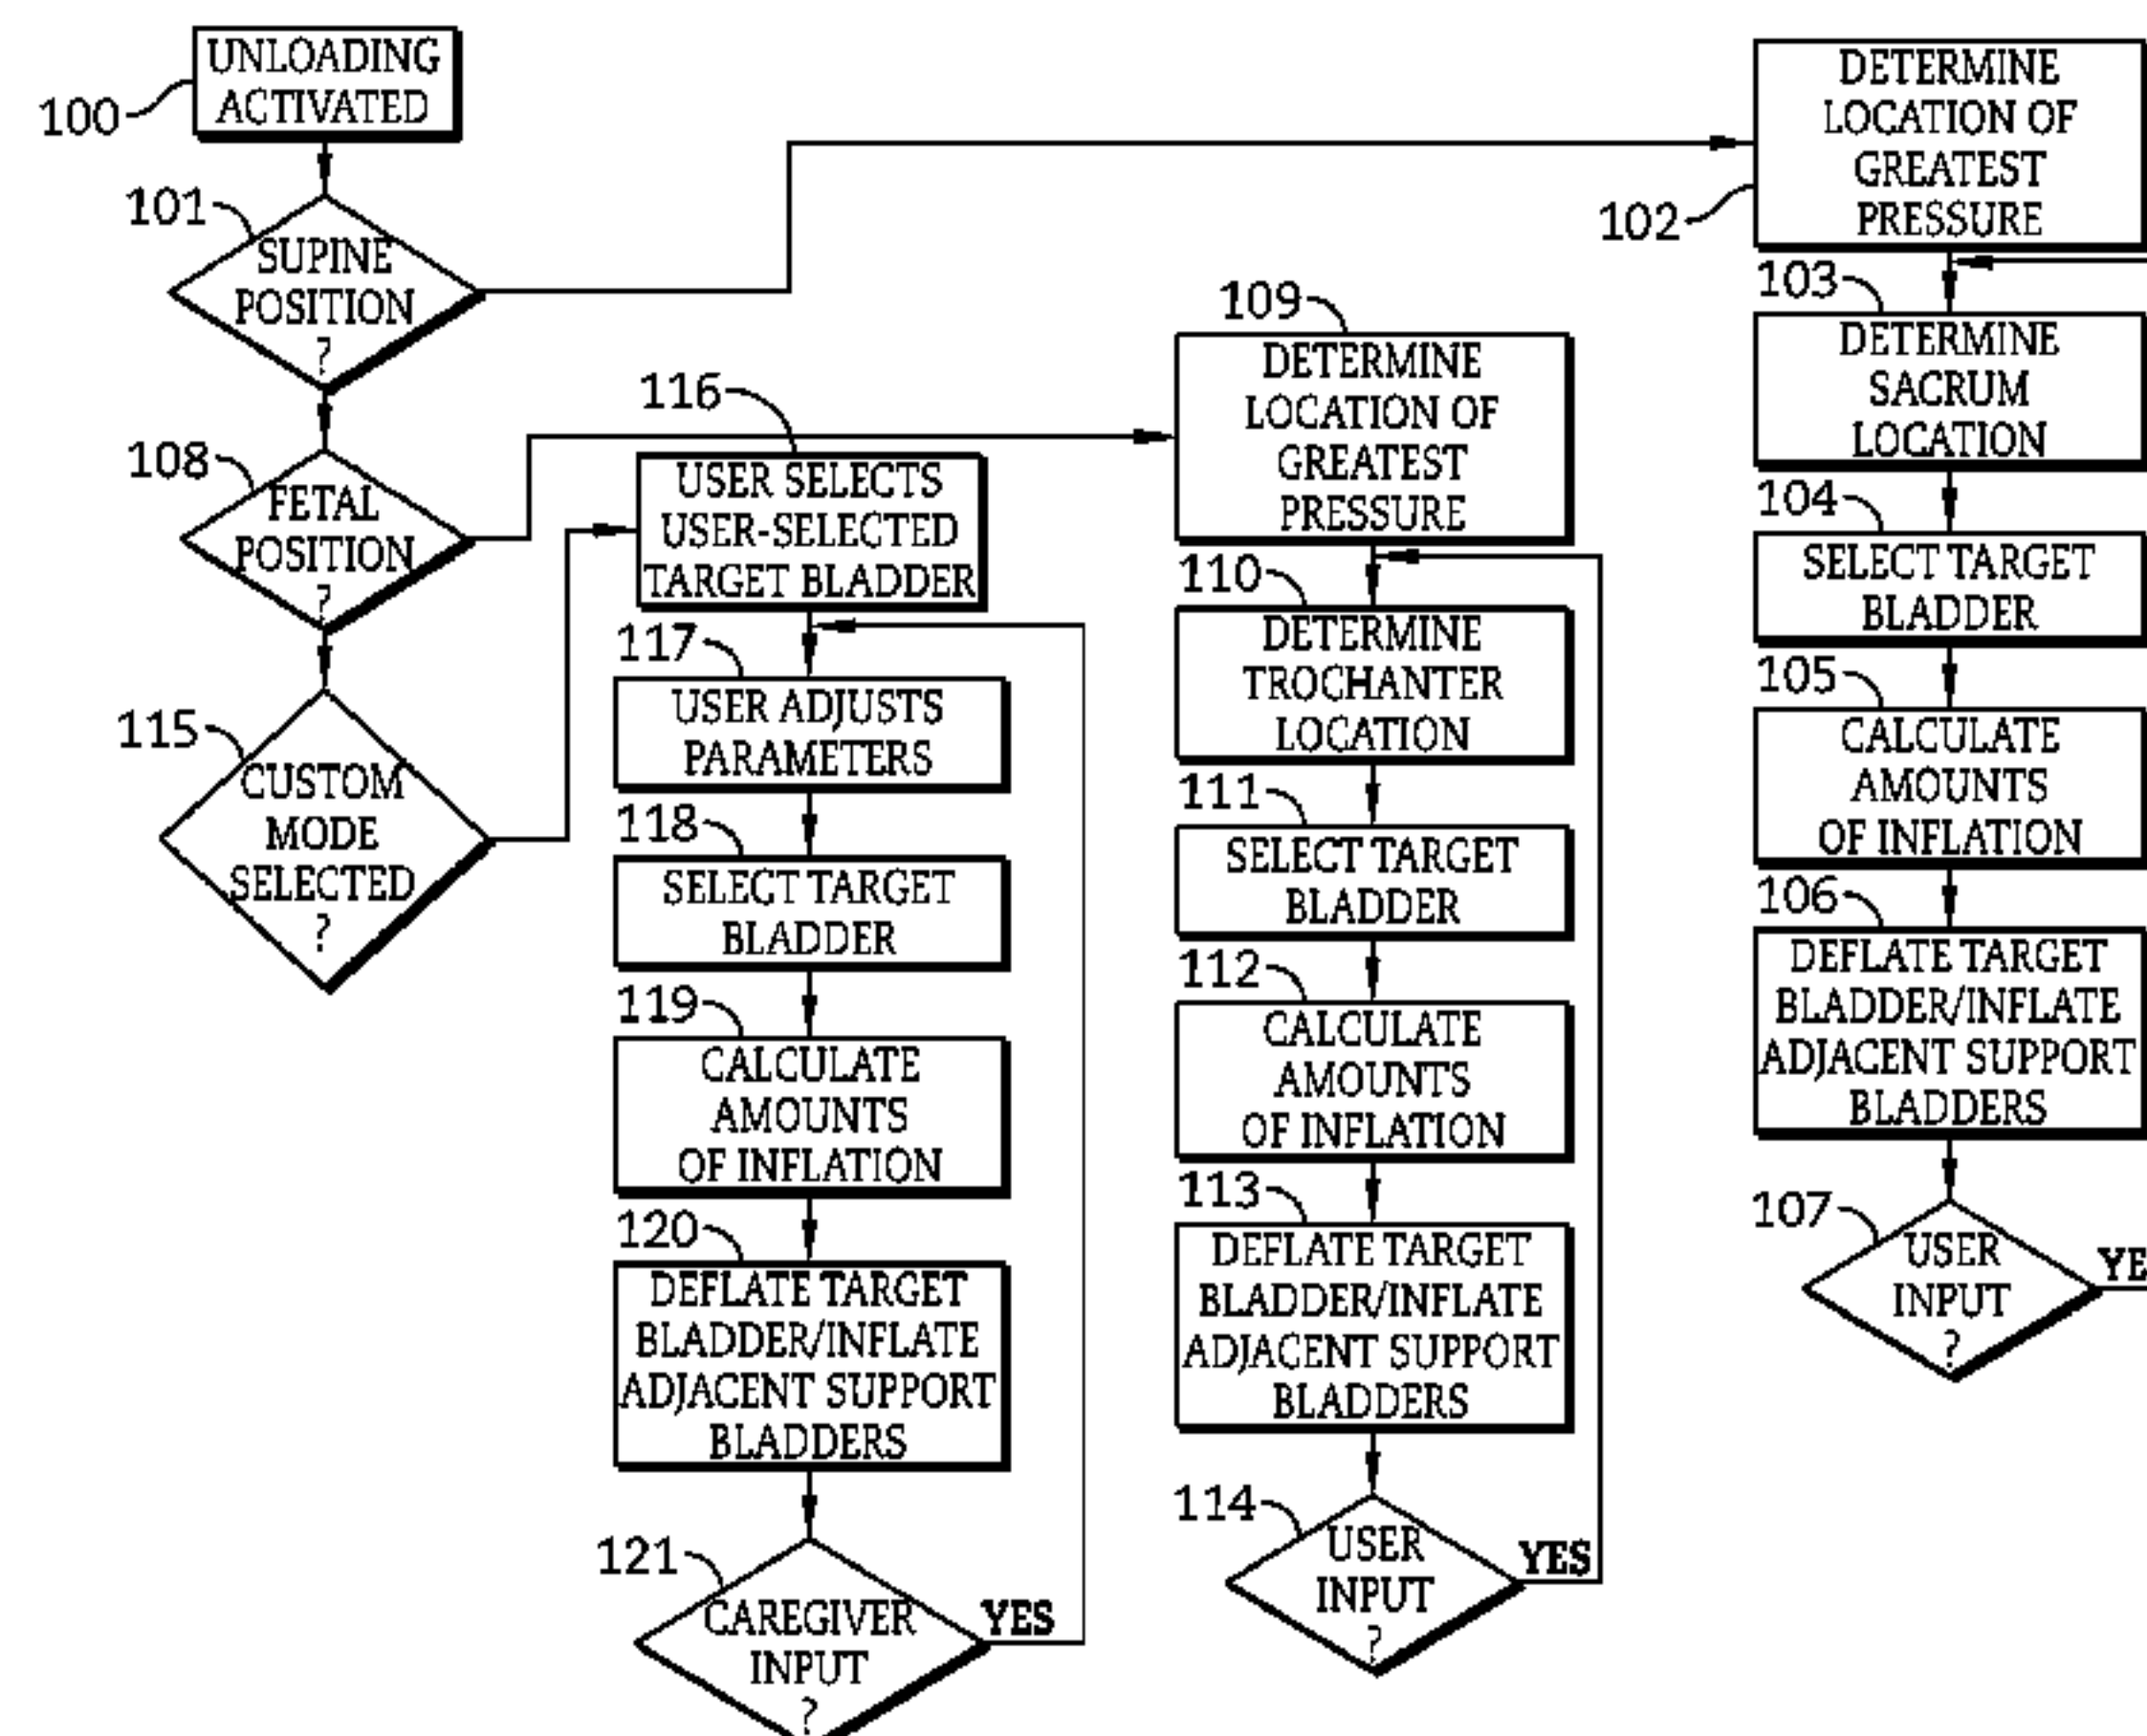 100
UNLOADING
ACTIVATED
101
SUPINE
POSITION
?
108
FETAL
POSITION
?
115
CUSTOM
MODE
SELECTED
?
116
USER SELECTS
USER-SELECTED
TARGET BLADDER
117
USER ADJUSTS
PARAMETERS
118
SELECT TARGET
BLADDER
119
CALCULATE
AMOUNTS
OF INFLATION
120
DEFLATE TARGET
BLADDER/INFLATE
ADJACENT SUPPORT
BLADDERS
121
CAREGIVER
INPUT
?
YES
109
DETERMINE
LOCATION OF
GREATEST
PRESSURE
110
DETERMINE
TROCHANTER
LOCATION
111
SELECT TARGET
BLADDER
112
CALCULATE
AMOUNTS
OF INFLATION
113
DEFLATE TARGET
BLADDER/INFLATE
ADJACENT SUPPORT
BLADDERS
114
USER
INPUT
?
YES
102
DETERMINE
LOCATION OF
GREATEST
PRESSURE
103
DETERMINE
SACRUM
LOCATION
104
SELECT TARGET
BLADDER
105
CALCULATE
AMOUNTS
OF INFLATION
106
DEFLATE TARGET
BLADDER/INFLATE
ADJACENT SUPPORT
BLADDERS
107
USER
INPUT
?
YE